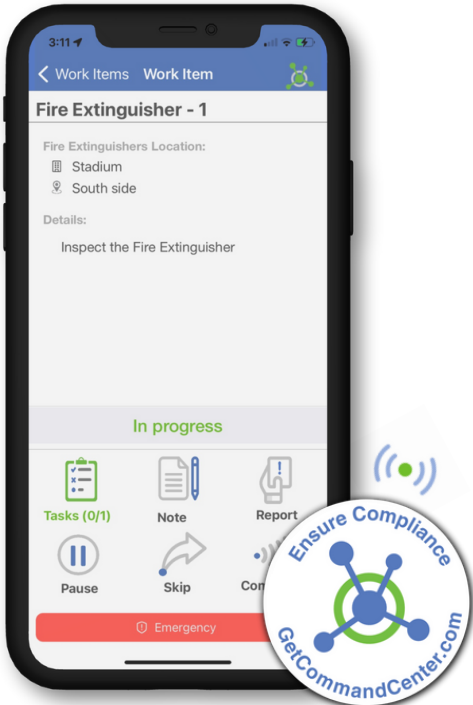 3:11
Work Items Work Item
Fire Extinguisher - 1
Fire Extinguishers Location:
Stadium
South side
Details:
Inspect the Fire Extinguisher
In progress
Tasks (0/1) Note Report
Pause Skip
Emergency
Ensure Compliance
GetCommandCenter.com